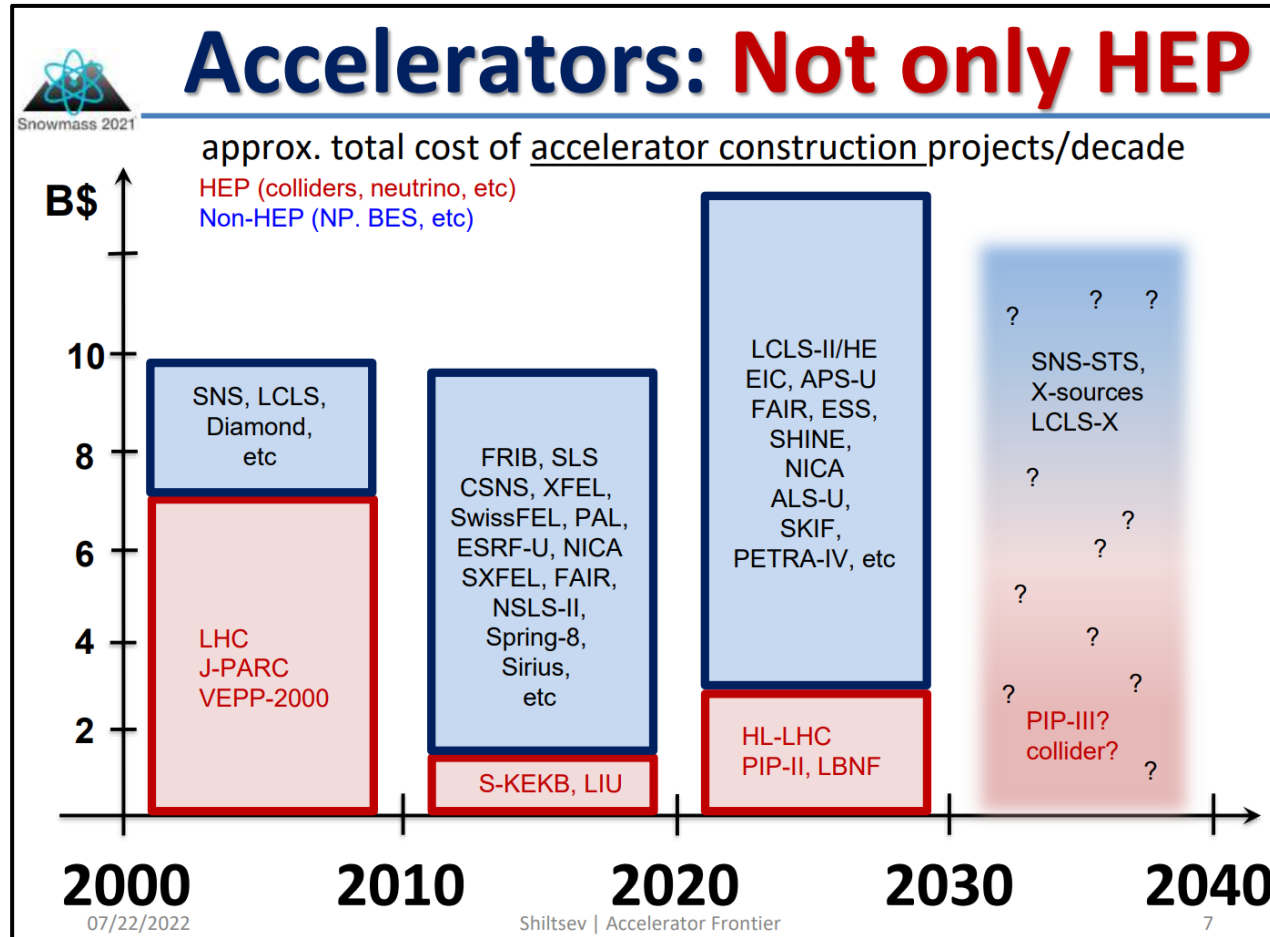 Accelerators: Not only HEP
Snowmass 2021
approx. total cost of accelerator construction projects/decade
B$
HEP (colliders, neutrino, etc)
Non-HEP (NP. BES, etc)
10
8
6
4
2
SNS, LCLS,
Diamond,
etc
LHC
J-PARC
VEPP-2000
FRIB, SLS
CSNS, XFEL,
SwissFEL, PAL,
ESRF-U, NICA
SXFEL, FAIR,
NSLS-II,
Spring-8,
Sirius,
etc
S-KEKB, LIU
LCLS-II/HE
EIC, APS-U
FAIR, ESS,
SHINE,
NICA
ALS-U,
SKIF,
PETRA-IV, etc
HL-LHC
PIP-II, LBNF
? ? ?
SNS-STS,
X-sources
LCLS-X
?
?
?
?
?
?
?
PIP-III?
collider?
?
2000 2010 2020 2030 2040
07/22/2022 Shiltsev | Accelerator Frontier 7